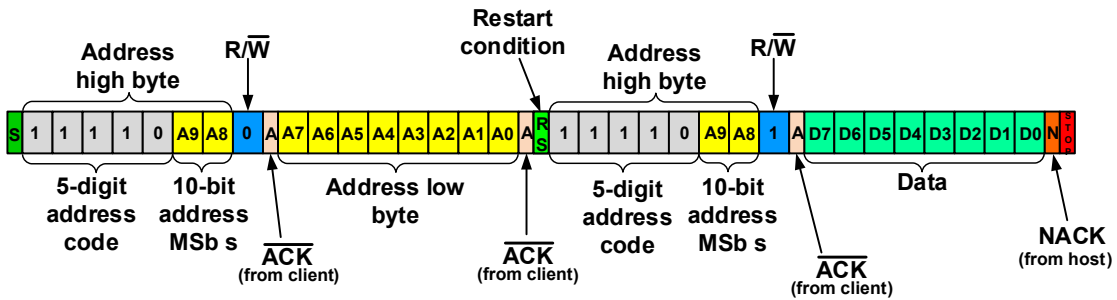 Restart
condition
Address
high byte
R/W̅
Address
high byte
R/W̅
S 1 1 1 1 0 A9 A8 0 A A7 A6 A5 A4 A3 A2 A1 A0 A RS 1 1 1 1 0 A9 A8 1 A D7 D6 D5 D4 D3 D2 D1 D0 N STOP
5-digit
address
code
10-bit
address
MSb s
Address low
byte
5-digit
address
code
10-bit
address
MSb s
Data
A̅C̅K̅
(from client)
A̅C̅K̅
(from client)
A̅C̅K̅
(from client)
NACK
(from host)